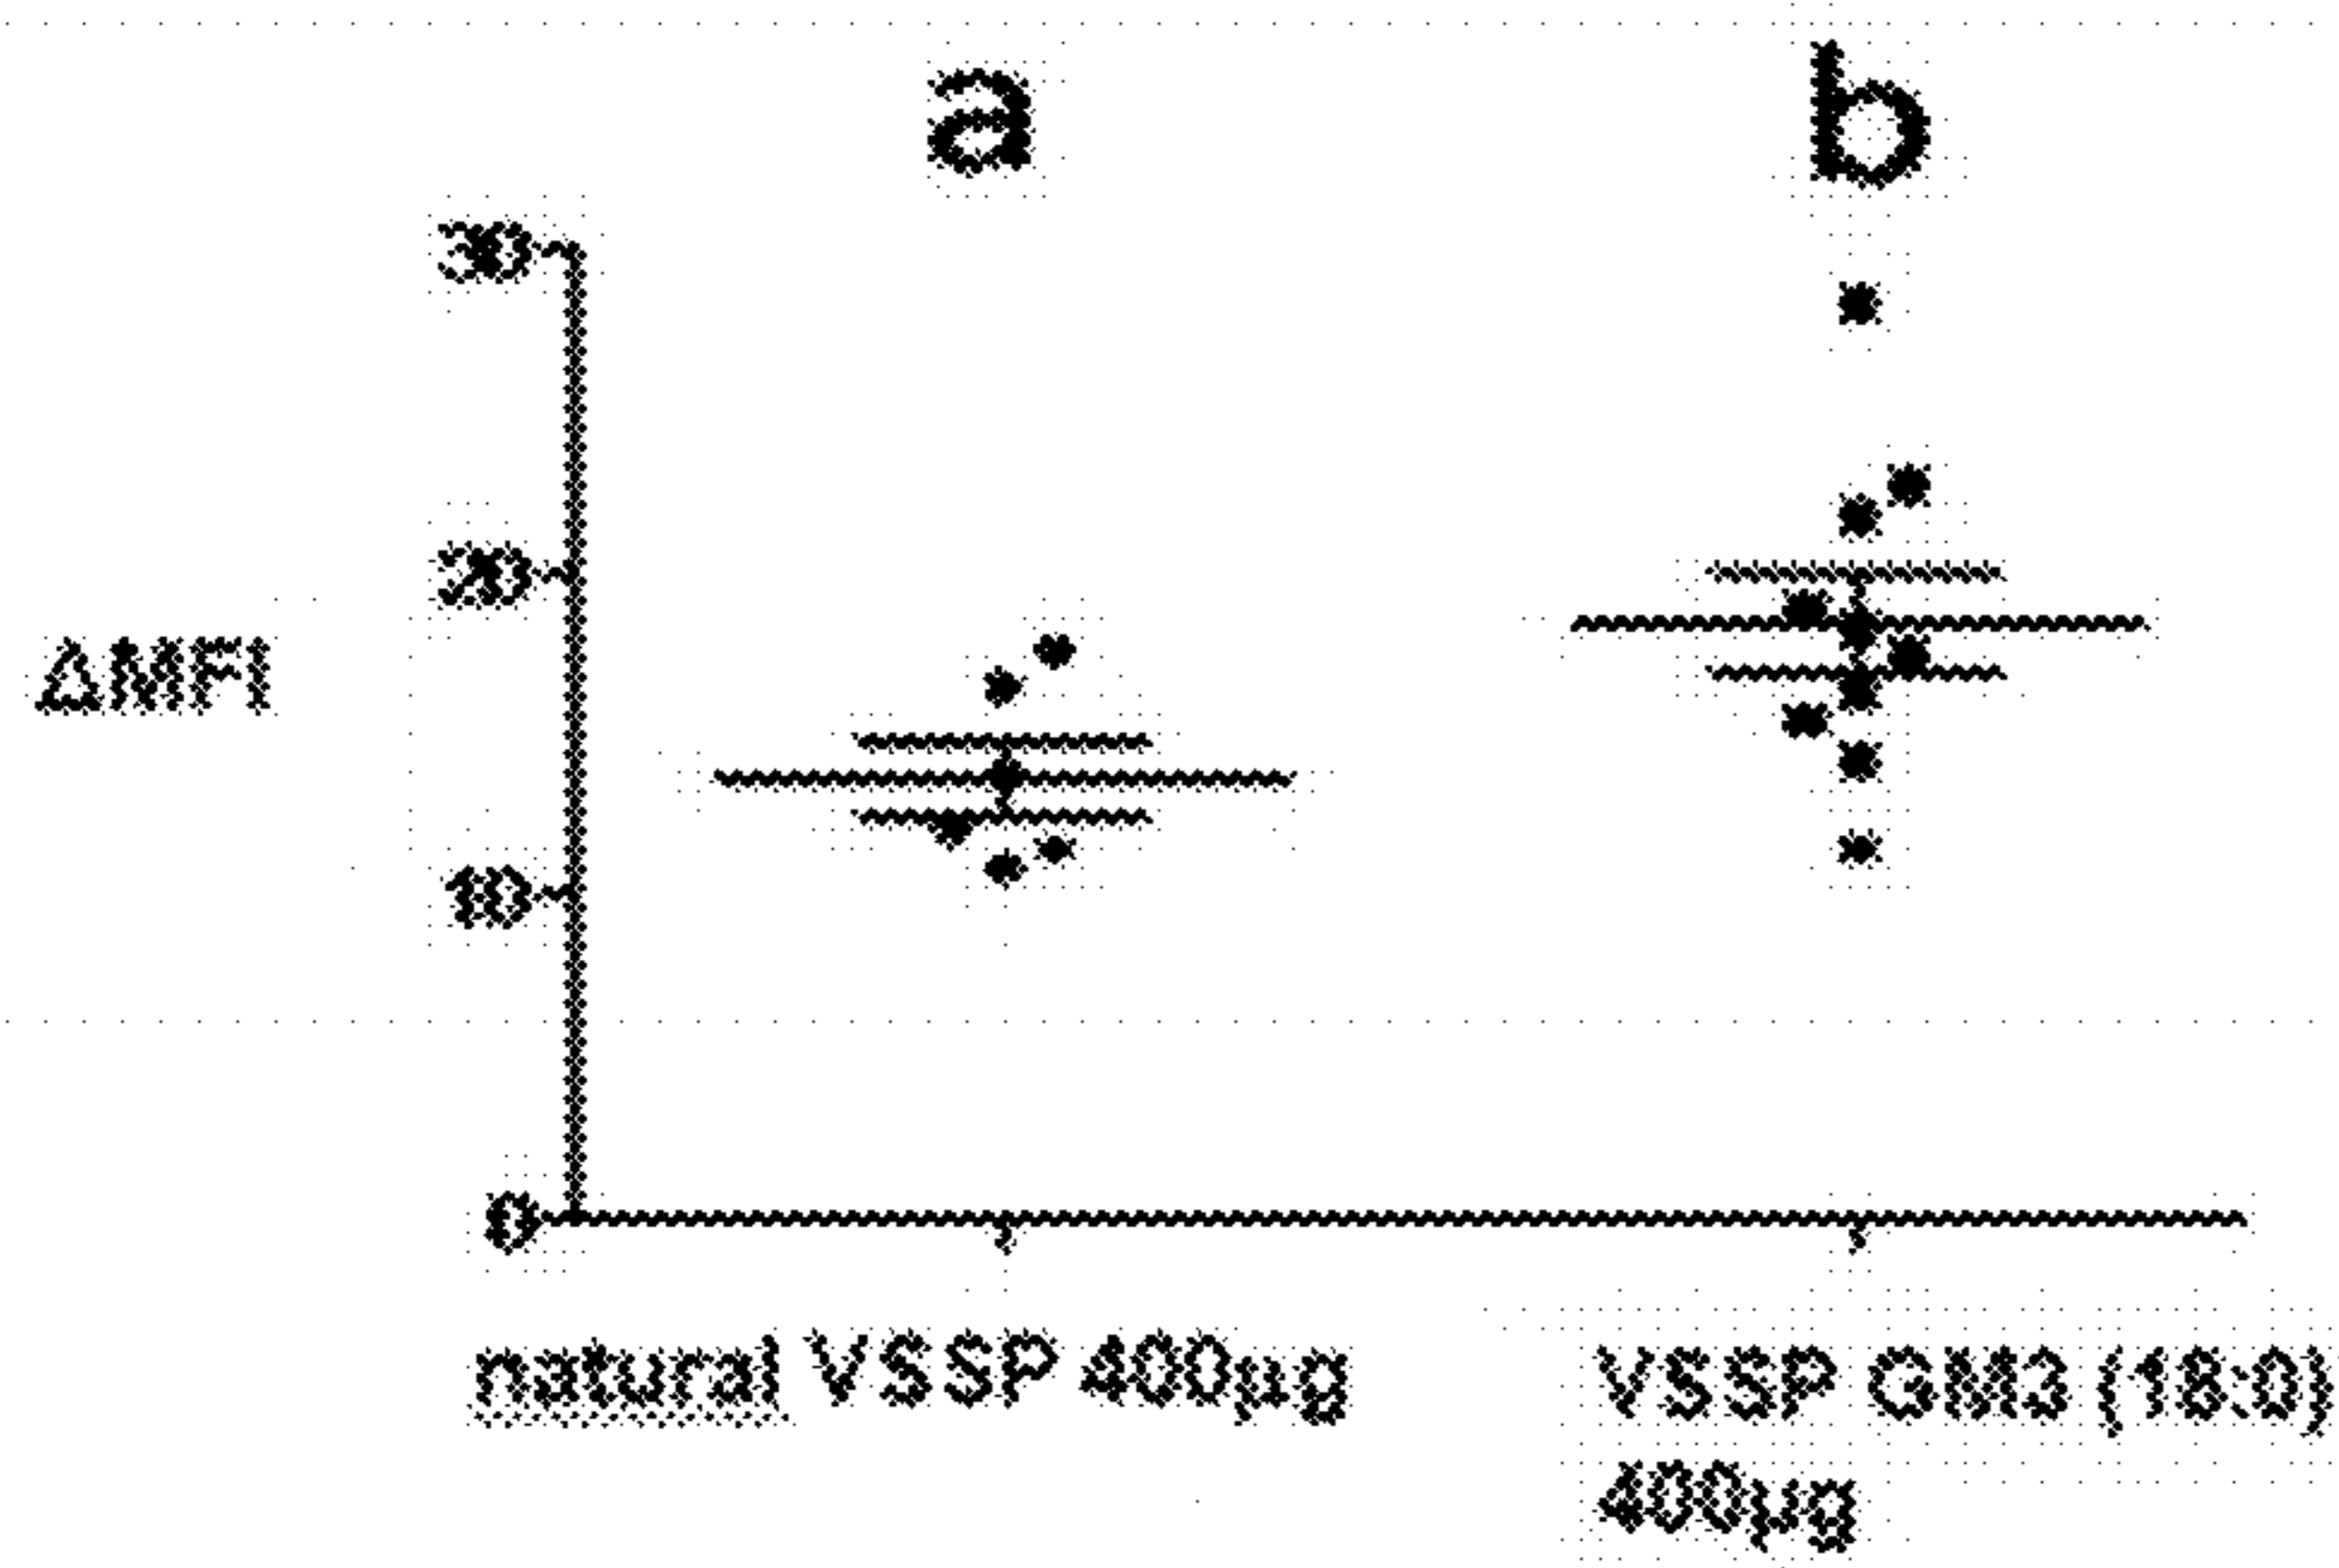 a b
30
20
ΔMFI
10
0
natural VSSP 400µg
VSSP GM3 (18:0)
400µg